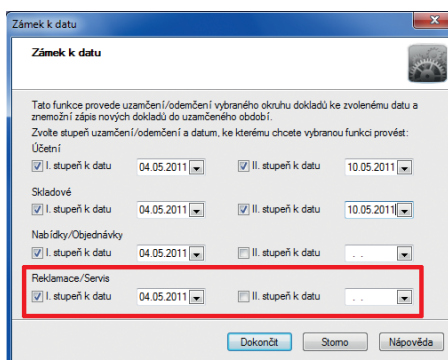 Zámek k datu
Zámek k datu
Tato funkce provede uzamčení/odemčení vybraného okruhu dokladů ke zvolenému datu a
znemožní zápis nových dokladů do uzamčeného období.
Zvolte stupeň uzamčení/odemčení a datum, ke kterému chcete vybranou funkci provést:
Účetní
I. stupeň k datu 04.05.2011 II. stupeň k datu 10.05.2011
Skladové
I. stupeň k datu 04.05.2011 II. stupeň k datu 10.05.2011
Nabídky/Objednávky
I. stupeň k datu 04.05.2011 II. stupeň k datu . .
Reklamace/Servis
I. stupeň k datu 04.05.2011 II. stupeň k datu . .
Dokončit Storno Nápověda